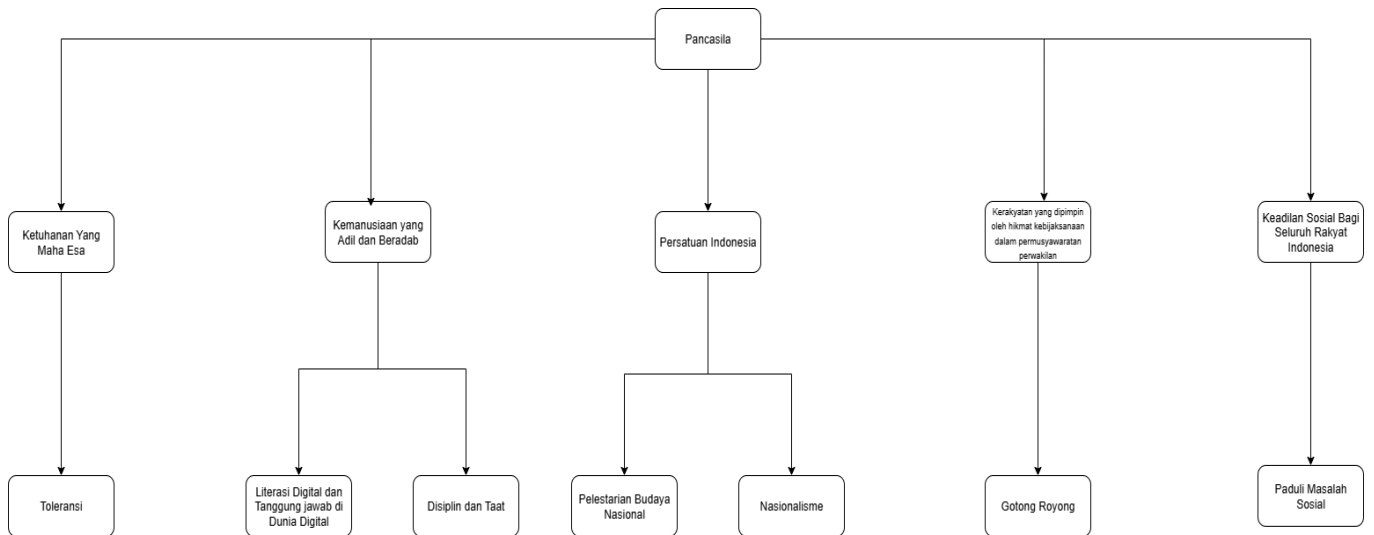 Pancasila
Ketuhanan Yang
Maha Esa
Kemanusiaan yang
Adil dan Beradab
Persatuan Indonesia
Kerakyatan yang dipimpin
oleh hikmat kebijaksanaan
dalam permusyawaratan
perwakilan
Keadilan Sosial Bagi
Seluruh Rakyat
Indonesia
Toleransi
Literasi Digital dan
Tanggung jawab di
Dunia Digital
Disiplin dan Taat
Pelestarian Budaya
Nasional
Nasionalisme
Gotong Royong
Paduli Masalah
Sosial